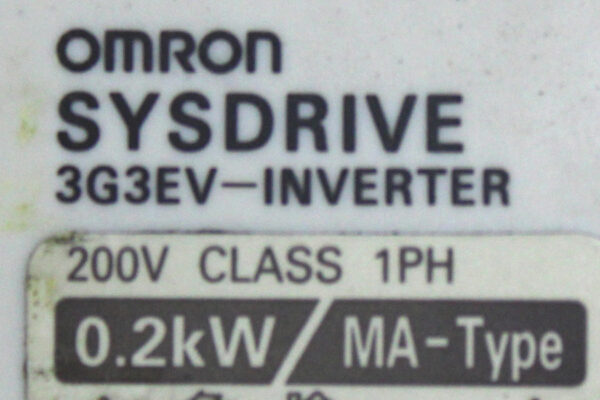 OMRON
SYSDRIVE
3G3EV-INVERTER
200V CLASS 1PH
0.2kW/MA-Type